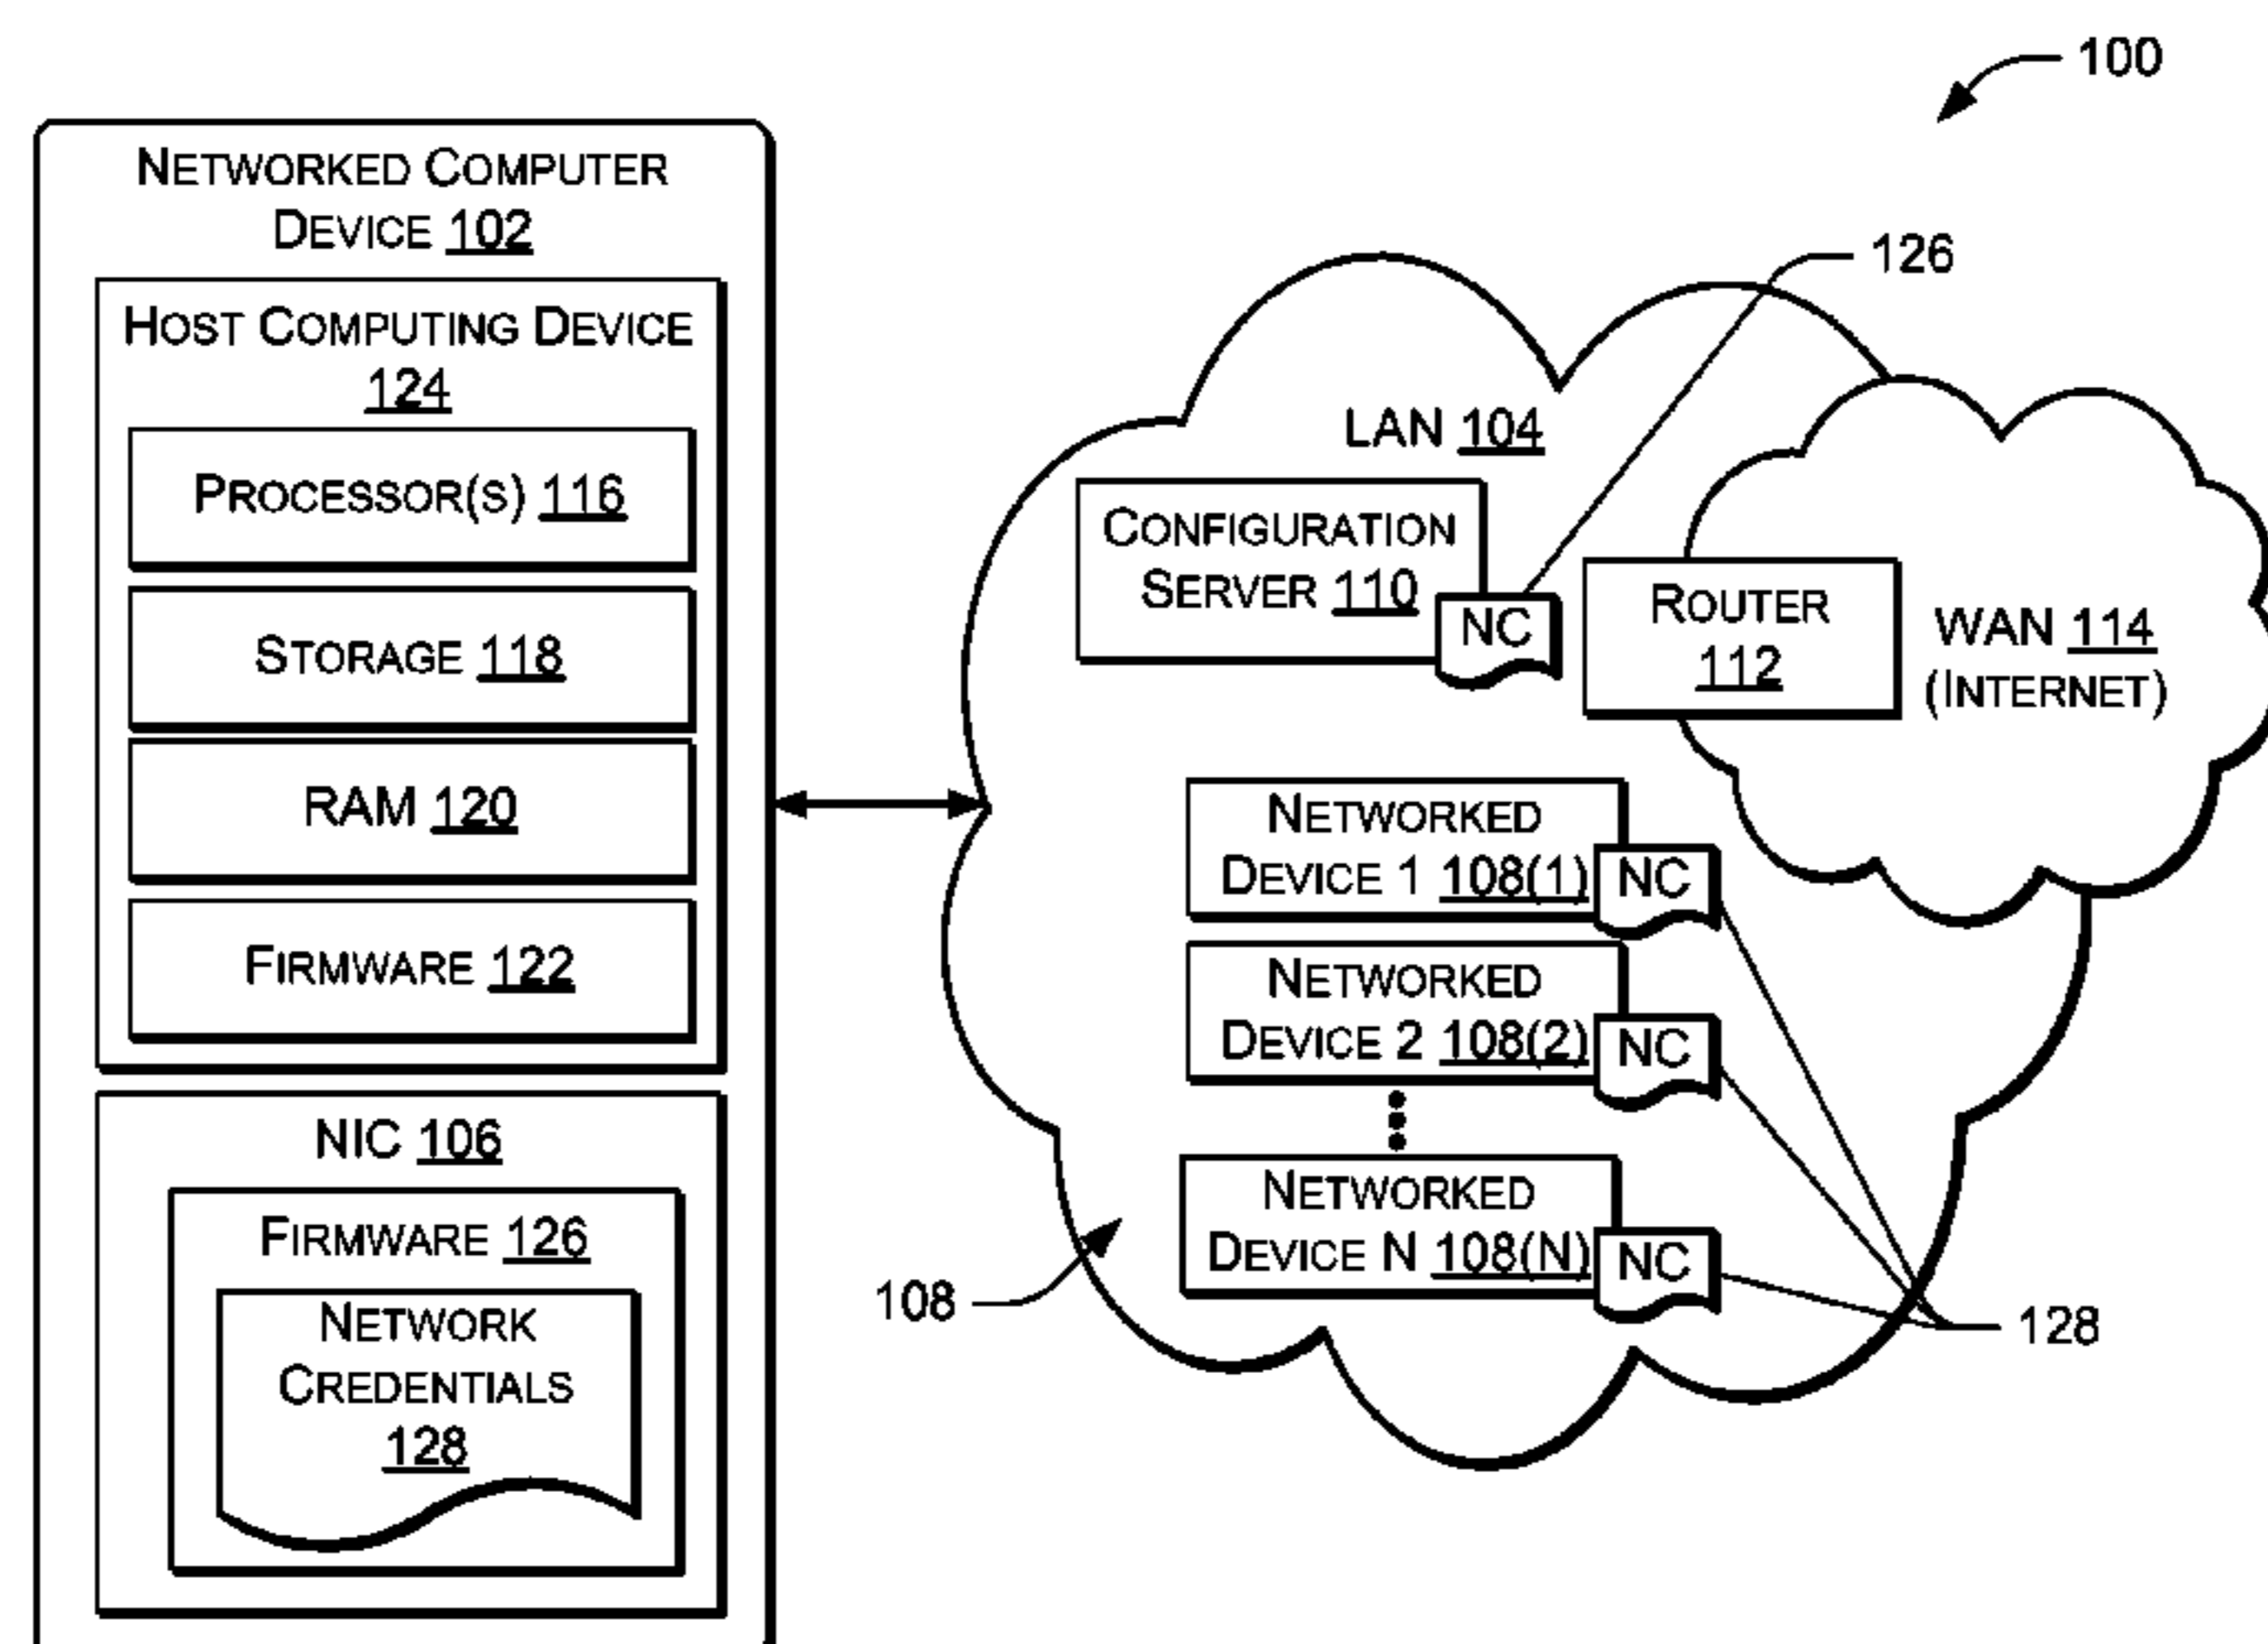 100
NETWORKED COMPUTER
DEVICE 102
HOST COMPUTING DEVICE
124
PROCESSOR(S) 116
STORAGE 118
RAM 120
FIRMWARE 122
NIC 106
FIRMWARE 126
NETWORK
CREDENTIALS
128
126
LAN 104
CONFIGURATION
SERVER 110
NC
ROUTER
112
WAN 114
(INTERNET)
NETWORKED
DEVICE 1 108(1)
NC
NETWORKED
DEVICE 2 108(2)
NC
NETWORKED
DEVICE N 108(N)
NC
108
128